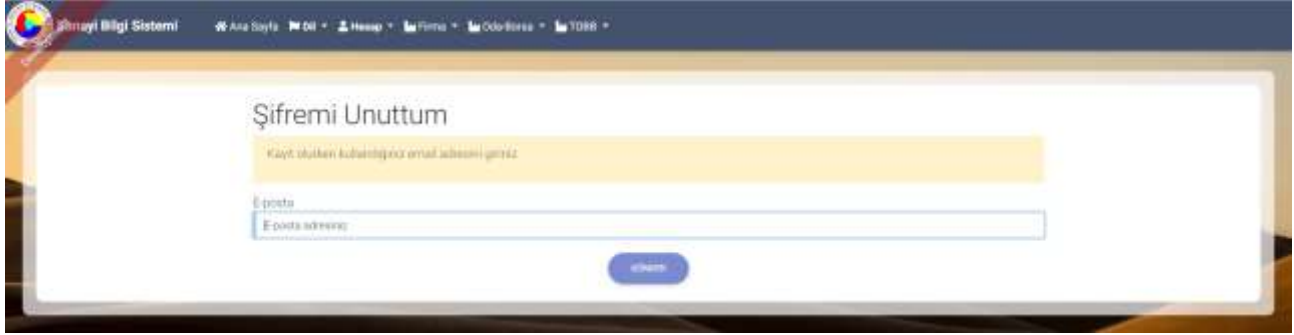 Sanayi Bilgi Sistemi Ana Sayfa Dil Hesap Firma Oda-Borsa TOBB
Şifremi Unuttum
Kayıt olurken kullandığınız email adresini giriniz
E-posta
E-posta adresiniz
GÖNDER